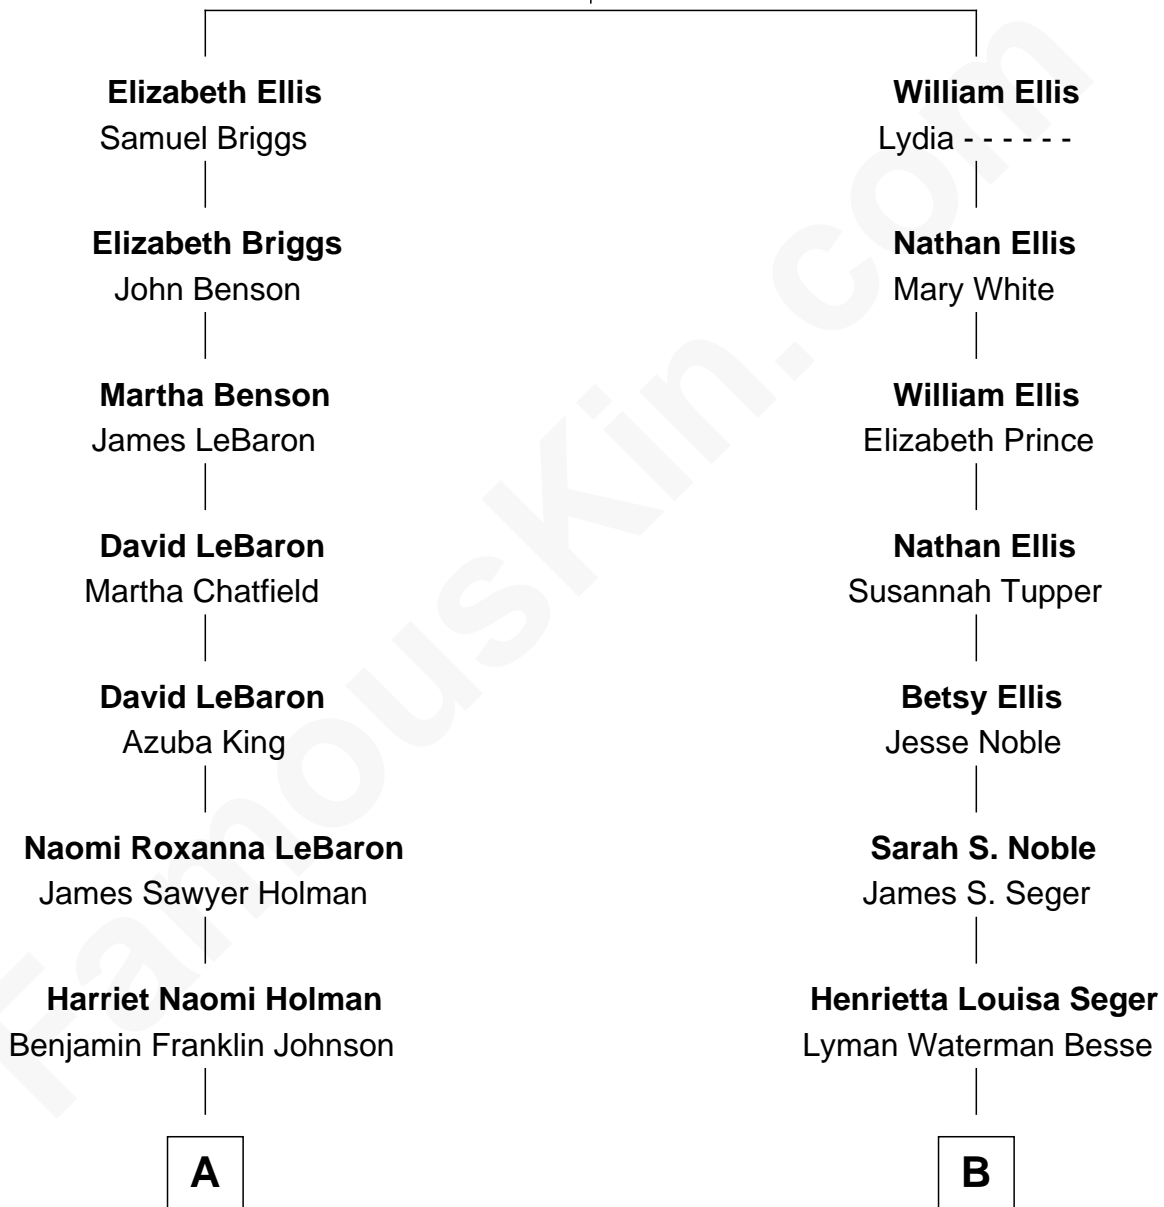 Elizabeth Ellis
Samuel Briggs
Elizabeth Briggs
John Benson
Martha Benson
James LeBaron
David LeBaron
Martha Chatfield
David LeBaron
Azuba King
Naomi Roxanna LeBaron
James Sawyer Holman
Harriet Naomi Holman
Benjamin Franklin Johnson
A
William Ellis
Lydia - - - - - -
Nathan Ellis
Mary White
William Ellis
Elizabeth Prince
Nathan Ellis
Susannah Tupper
Betsy Ellis
Jesse Noble
Sarah S. Noble
James S. Seger
Henrietta Louisa Seger
Lyman Waterman Besse
B
FamousKin.com